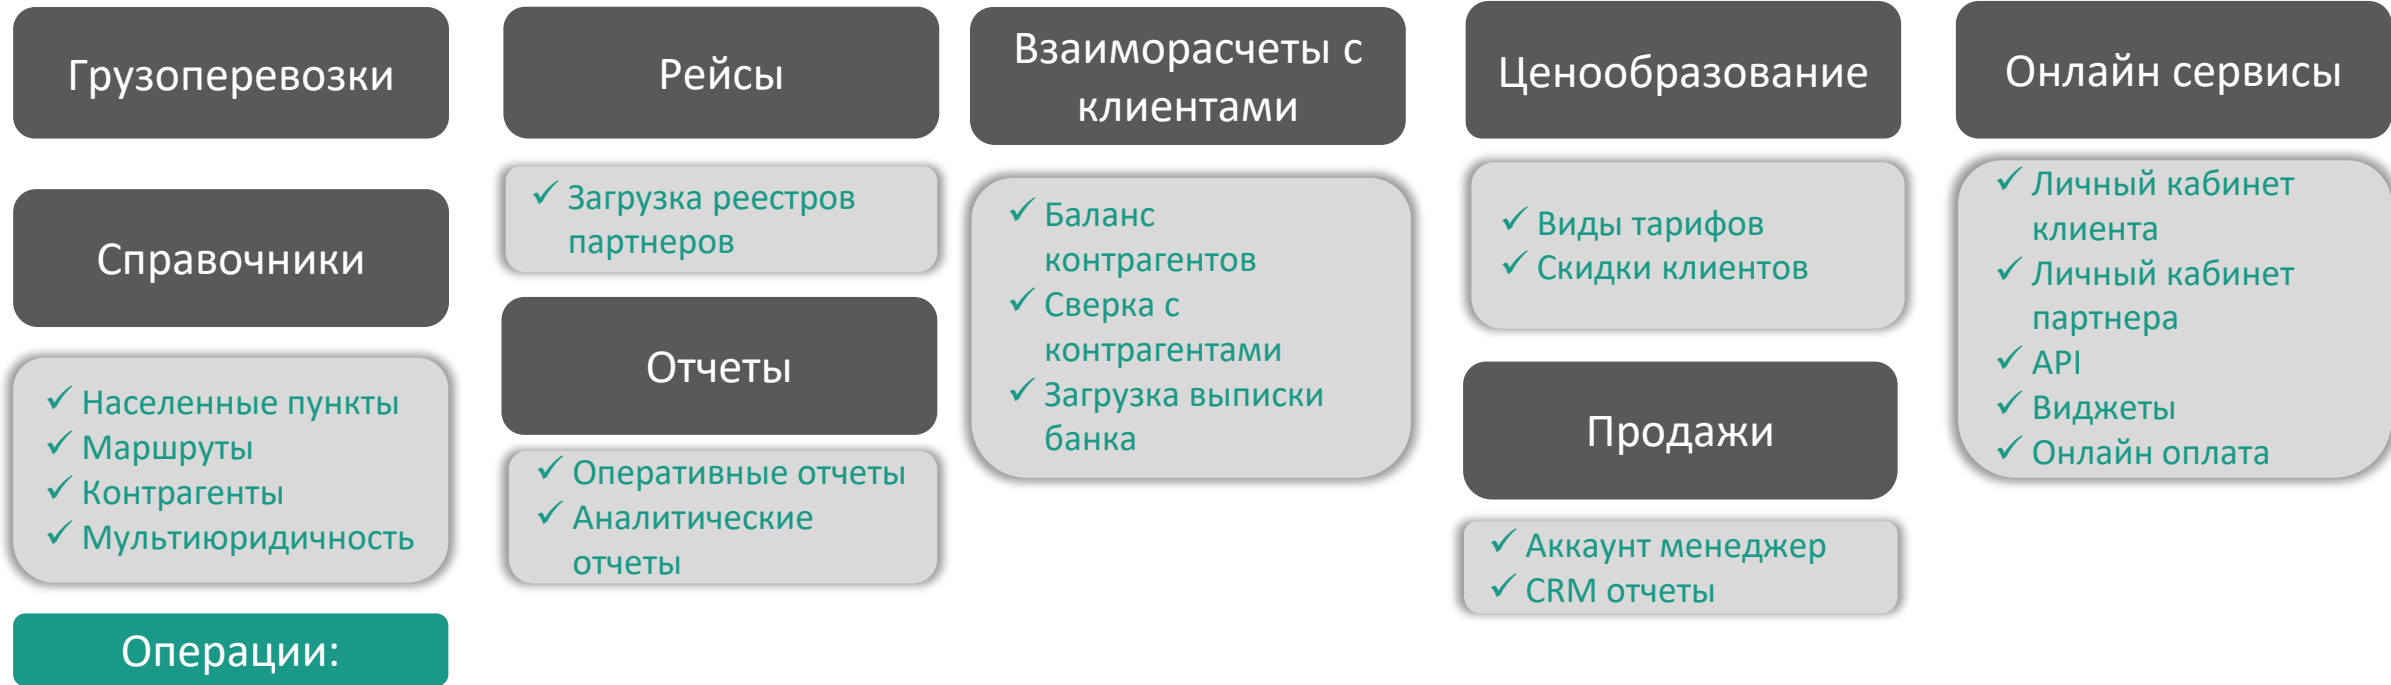 Грузоперевозки
Справочники
Населенные пункты
Маршруты
Контрагенты
Мультиюридичность
Операции:
Рейсы
Загрузка реестров
партнеров
Отчеты
Оперативные отчеты
Аналитические
отчеты
Взаиморасчеты с
клиентами
Баланс
контрагентов
Сверка с
контрагентами
Загрузка выписки
банка
Ценообразование
Виды тарифов
Скидки клиентов
Продажи
Аккаунт менеджер
CRM отчеты
Онлайн сервисы
Личный кабинет
клиента
Личный кабинет
партнера
API
Виджеты
Онлайн оплата